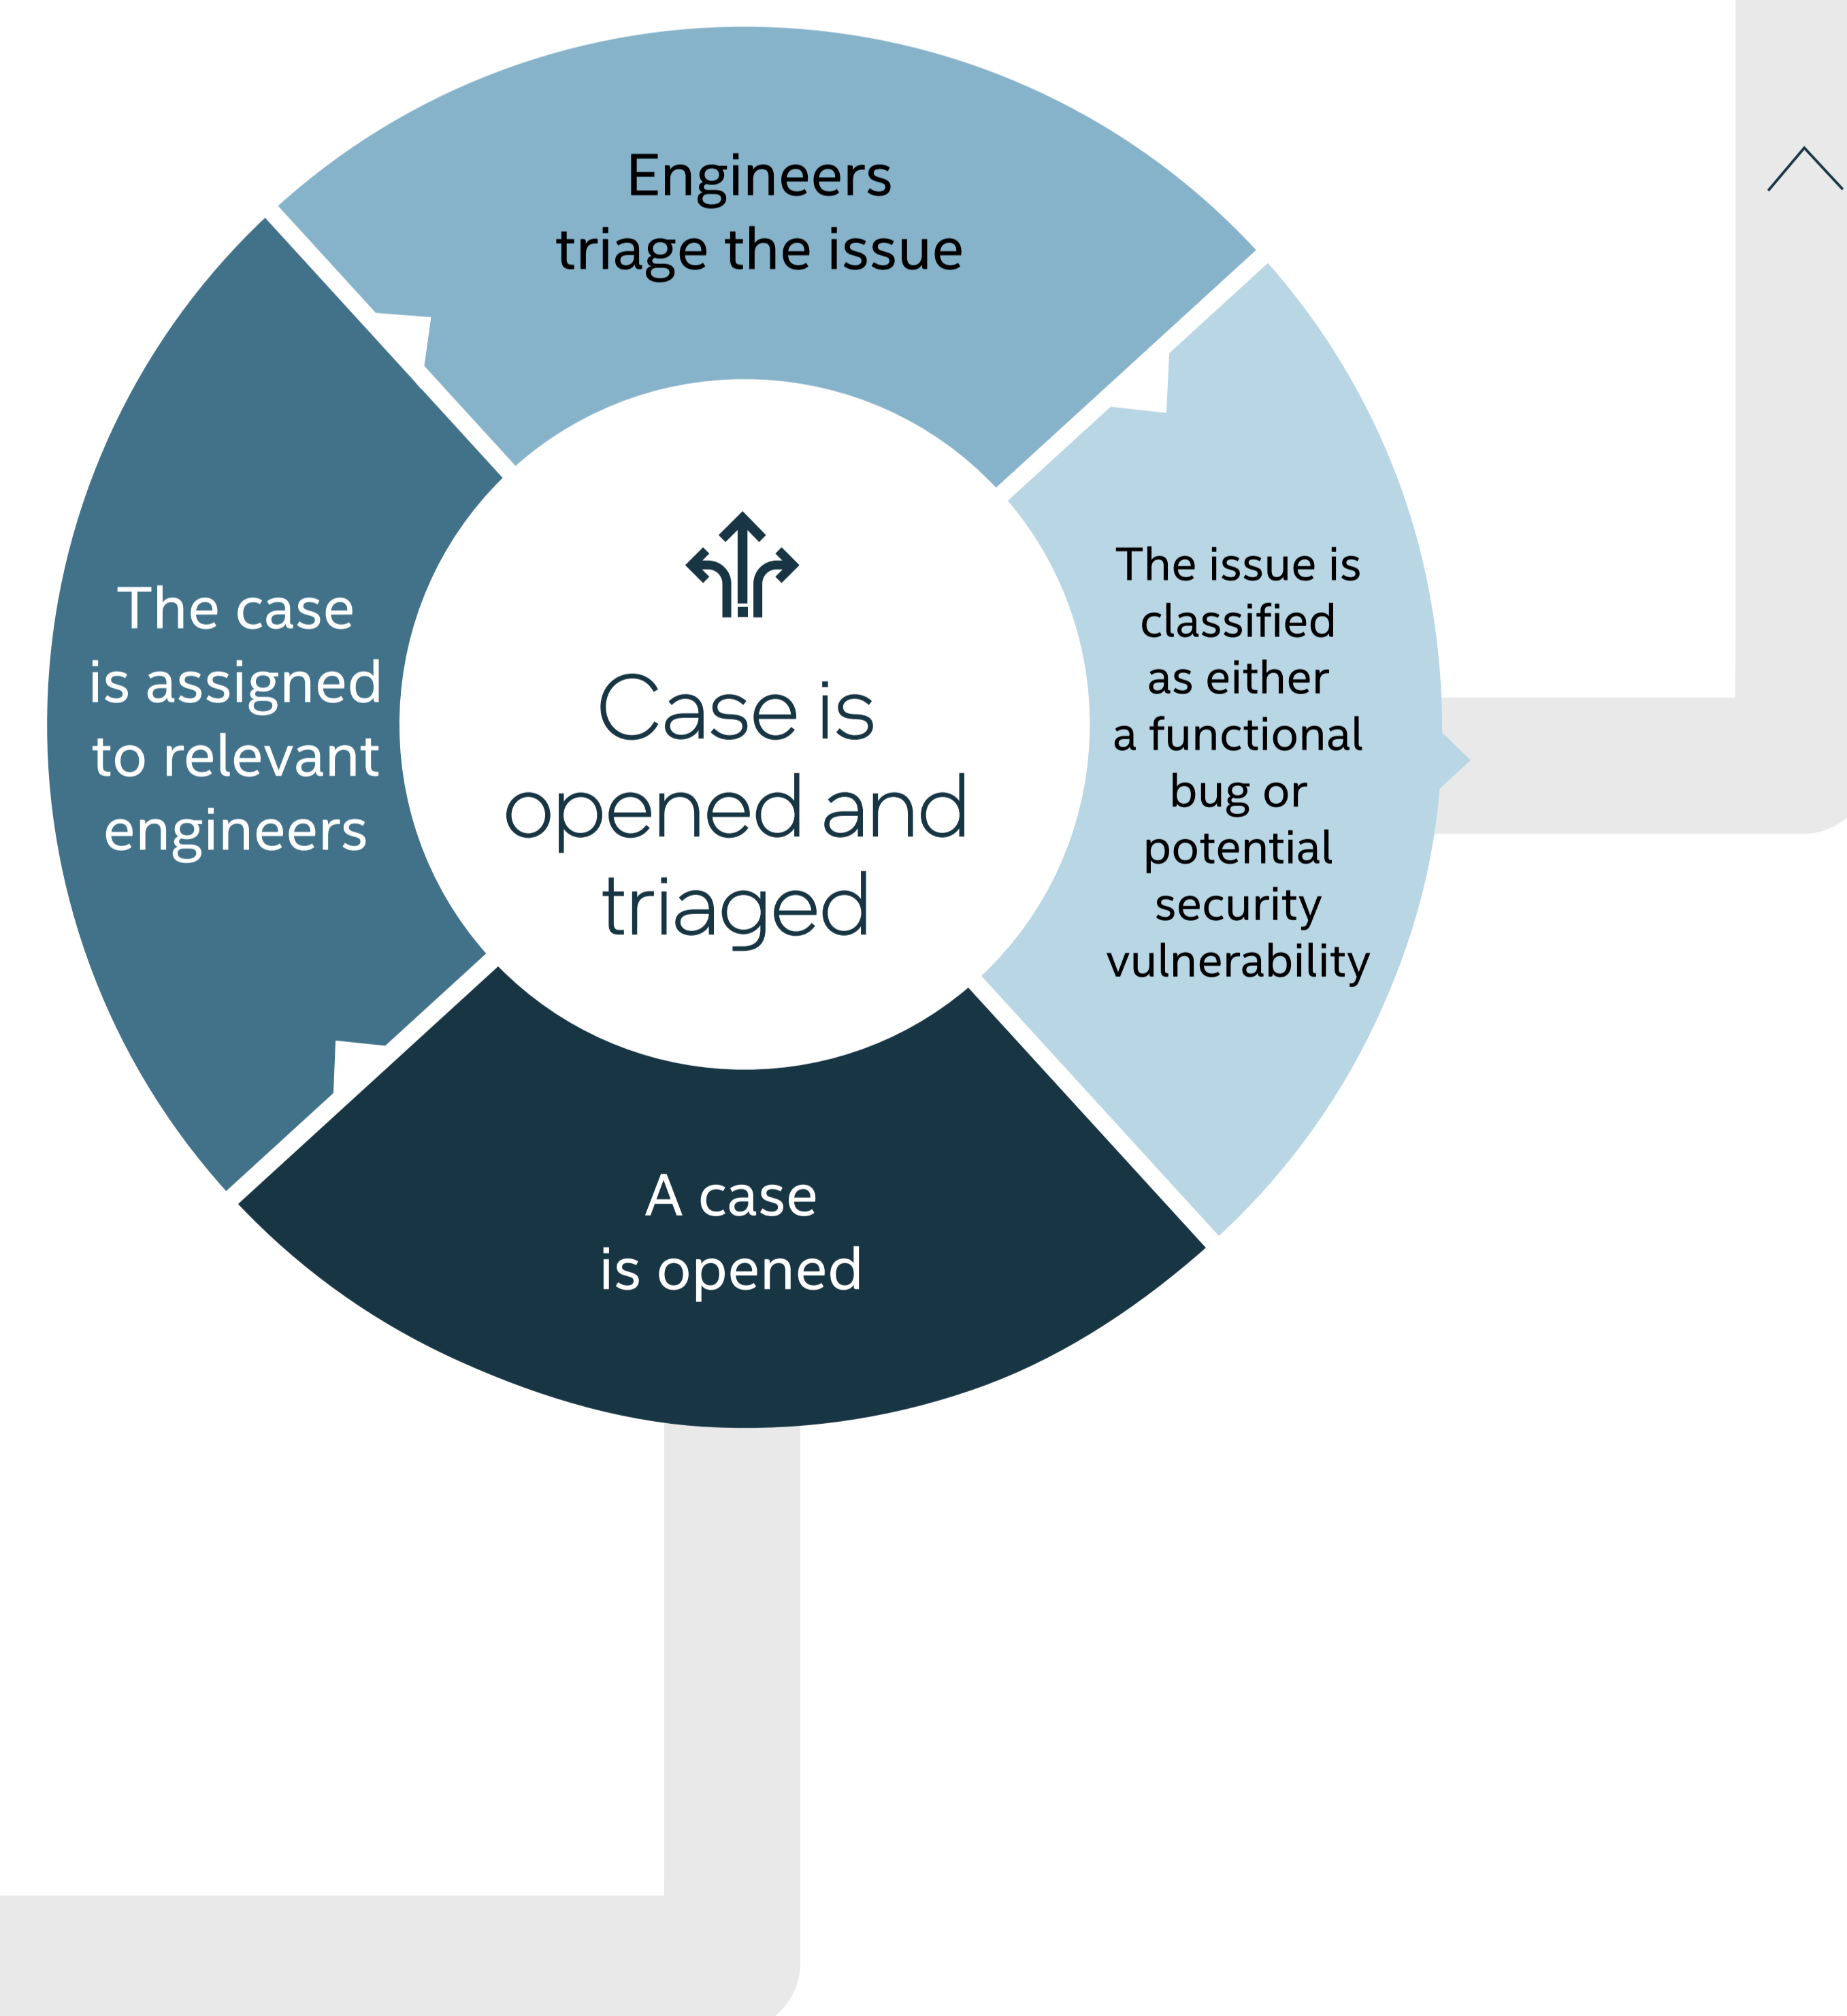 Engineers
triage the issue
The case
is assigned
to relevant
engineers
Case is
opened and
triaged
The issue is
classified
as either
a functional
bug or
potential
security
vulnerability
A case
is opened